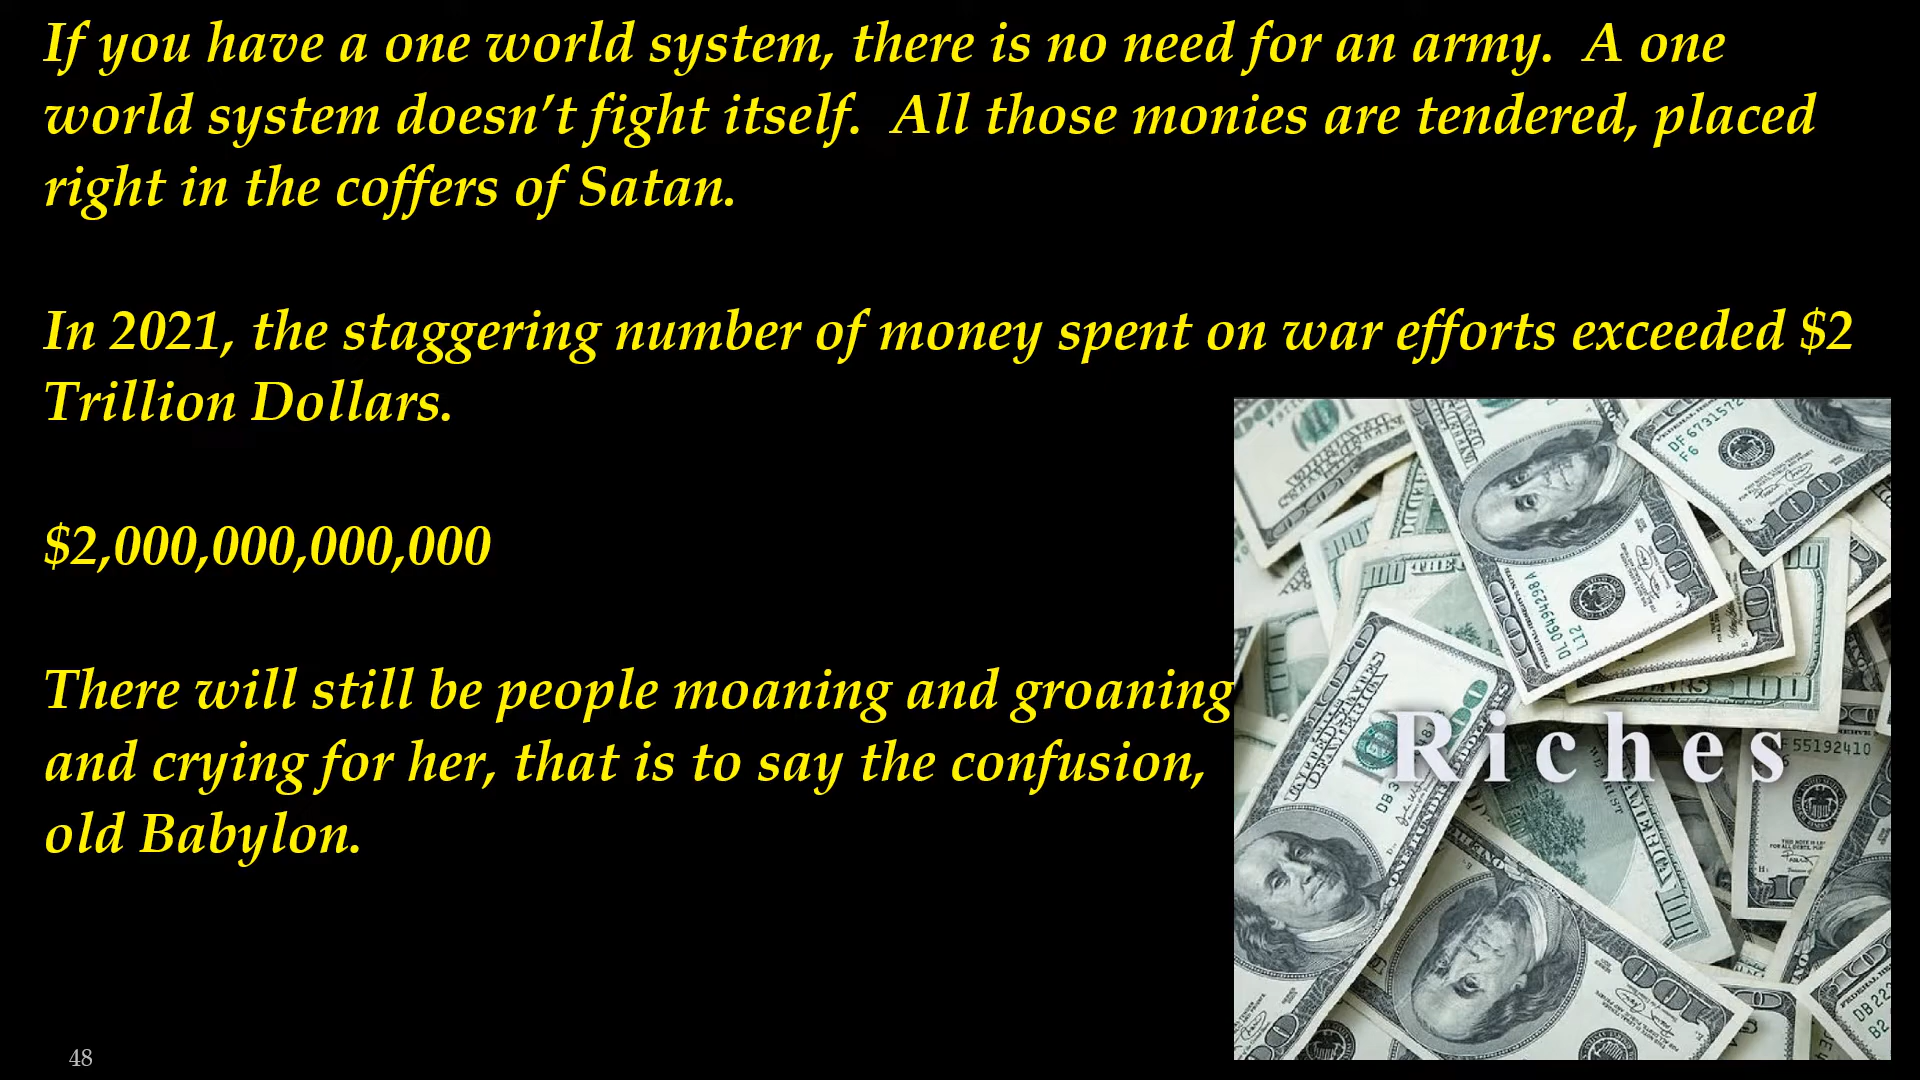 If you have a one world system, there is no need for an army.  A one
world system doesn’t fight itself.  All those monies are tendered, placed
right in the coffers of Satan.
In 2021, the staggering number of money spent on war efforts exceeded $2
Trillion Dollars.
$2,000,000,000,000
There will still be people moaning and groaning
and crying for her, that is to say the confusion,
old Babylon.
Riches
48